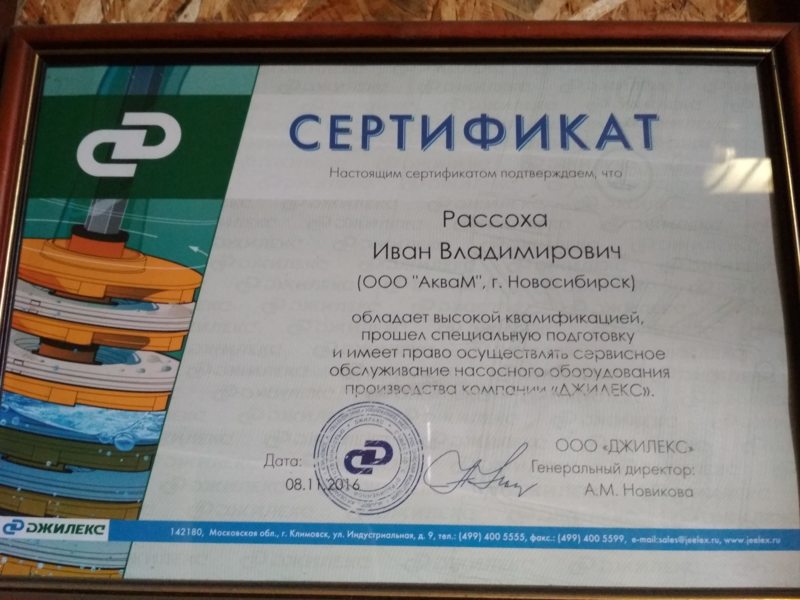 СЕРТИФИКАТ
Настоящим сертификатом подтверждаем, что
Рассоха
Иван Владимирович
(ООО "АкваМ", г. Новосибирск)
обладает высокой квалификацией,
прошел специальную подготовку
и имеет право осуществлять сервисное
обслуживание насосного оборудования
производства компании «ДЖИЛЕКС».
Дата:
08.11.2016
ООО «ДЖИЛЕКС»
Генеральный директор:
А.М. Новикова
ДЖИЛЕКС
142180, Московская обл., г. Климовск, ул. Индустриальная, д. 9, тел.: (499) 400 5555, факс.: (499) 400 5599, e-mail:sales@jeelex.ru, www.jeelex.ru